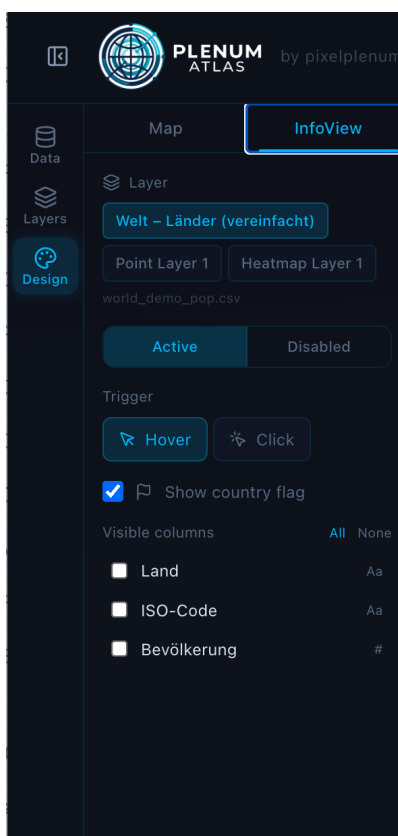 PLENUM
ATLAS
by pixelplenum
Data
Layers
Design
Map InfoView
Layer
Welt – Länder (vereinfacht)
Point Layer 1 Heatmap Layer 1
world_demo_pop.csv
Active Disabled
Trigger
Hover Click
Show country flag
Visible columns All None
Land Aa
ISO-Code Aa
Bevölkerung #